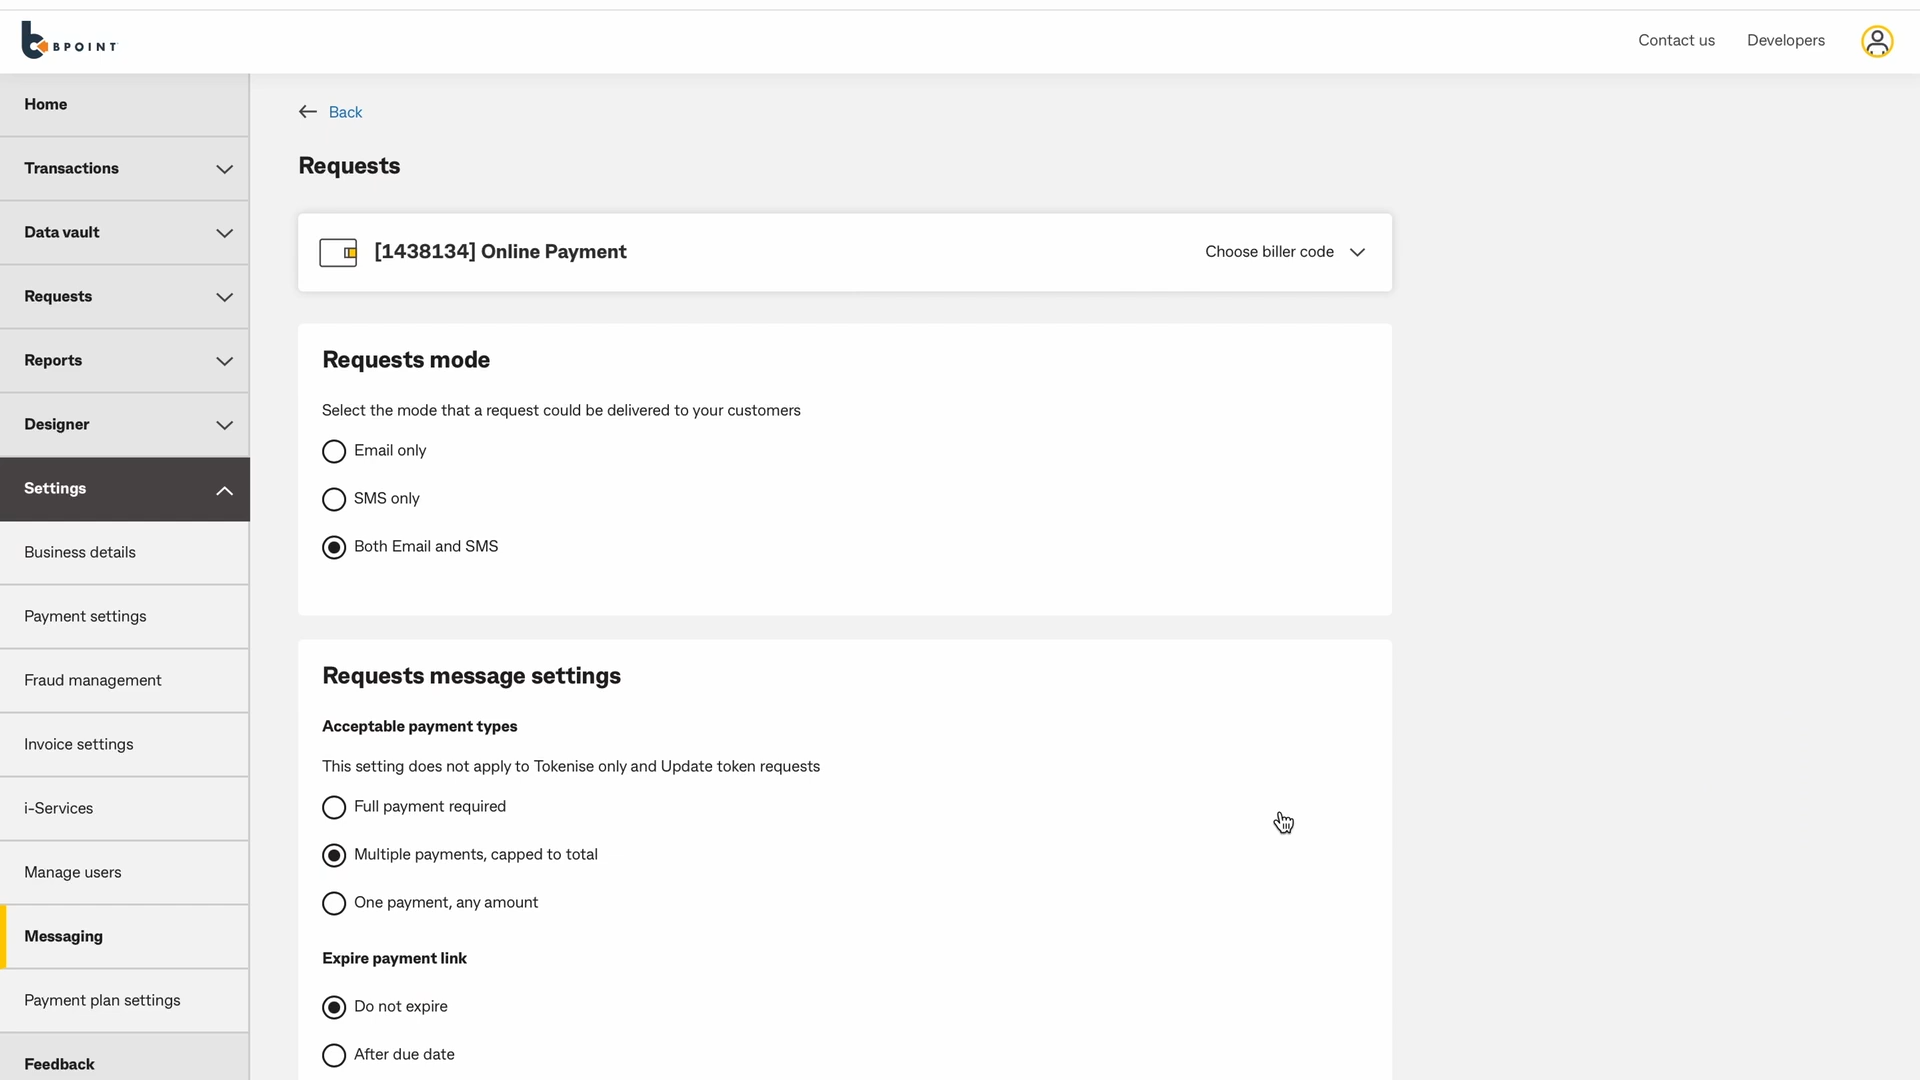 BPOINT
Contact us
Developers
Home
Transactions
Data vault
Requests
Reports
Designer
Settings
Business details
Payment settings
Fraud management
Invoice settings
i-Services
Manage users
Messaging
Payment plan settings
Feedback
Back
Requests
[1438134] Online Payment
Choose biller code
Requests mode
Select the mode that a request could be delivered to your customers
Email only
SMS only
Both Email and SMS
Requests message settings
Acceptable payment types
This setting does not apply to Tokenise only and Update token requests
Full payment required
Multiple payments, capped to total
One payment, any amount
Expire payment link
Do not expire
After due date